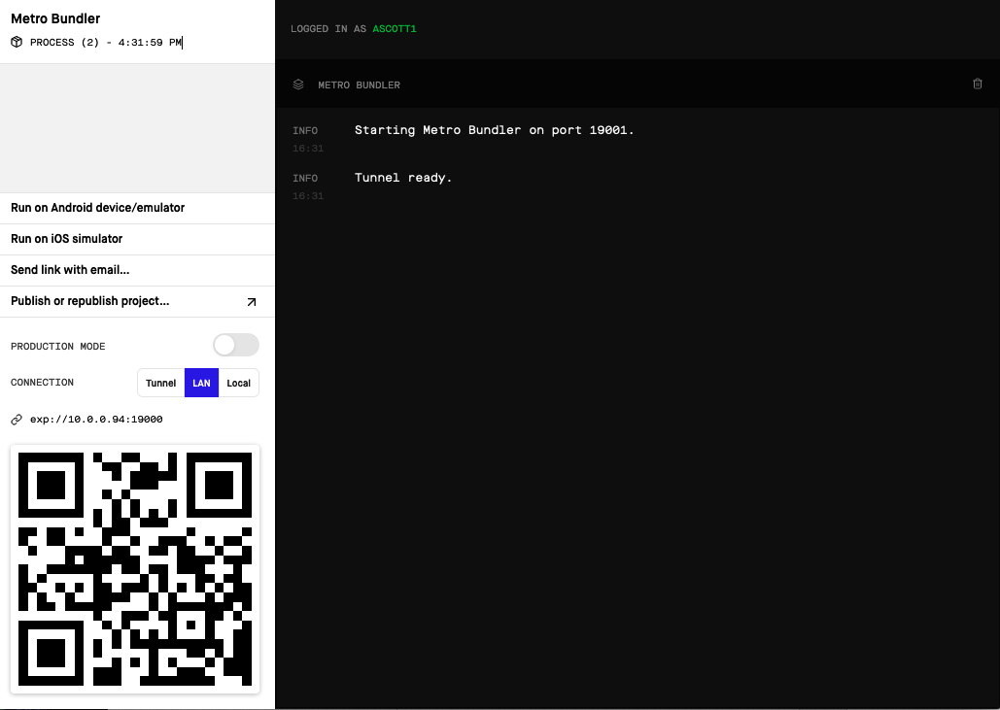 Metro Bundler
PROCESS (2) - 4:31:59 PM
Run on Android device/emulator
Run on iOS simulator
Send link with email...
Publish or republish project...
PRODUCTION MODE
CONNECTION
Tunnel LAN Local
exp://10.0.0.94:19000
LOGGED IN AS ASCOTT1
METRO BUNDLER
INFO Starting Metro Bundler on port 19001.
16:31
INFO Tunnel ready.
16:31